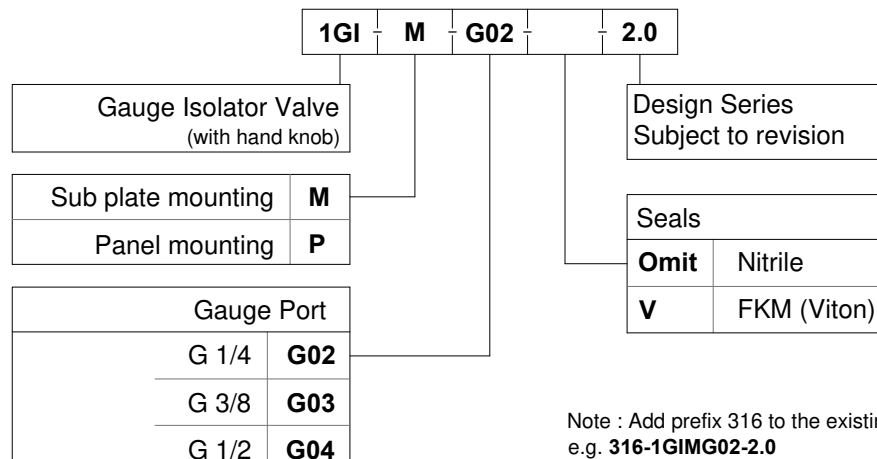 1GI - M - G02 - - 2.0
Gauge Isolator Valve
(with hand knob)
Design Series
Subject to revision
Sub plate mounting M
Panel mounting P
Seals
Omit Nitrile
V FKM (Viton)
Gauge Port
G 1/4 G02
G 3/8 G03
G 1/2 G04
Note : Add prefix 316 to the
e.g. 316-1GIMG02-2.0